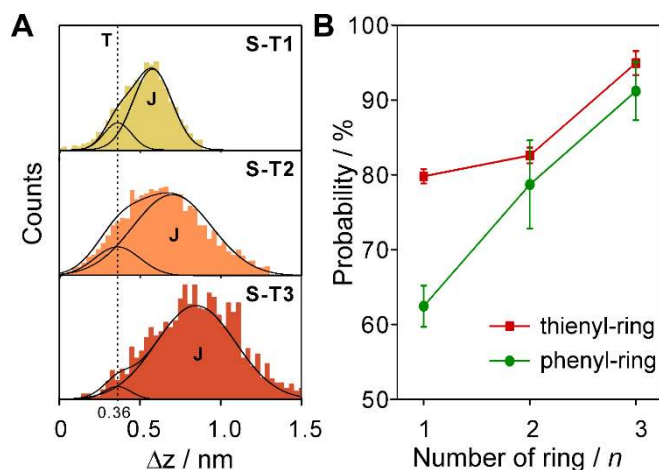 A
T
S-T1
J
S-T2
J
S-T3
J
Counts
0.36
0 0.5 1.0 1.5
Δz / nm
B
100
90
80
70
60
50
Probability / %
thienyl-ring
phenyl-ring
1 2 3
Number of ring / n